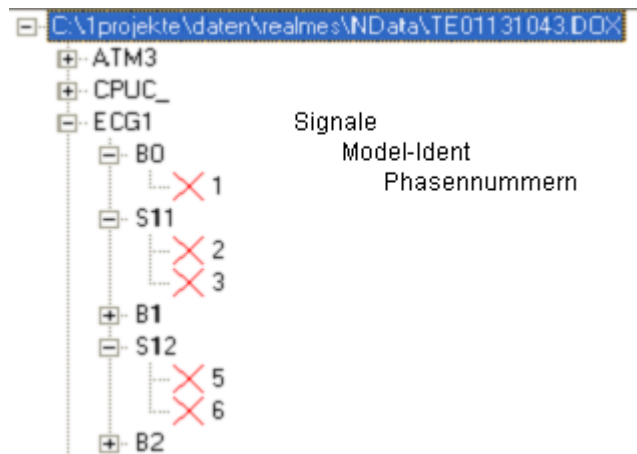 C:\1projekte\daten\realmes\NData\TE01131043.DOX
ATM3
CPUC_
ECG1 Signale
B0 Model-Ident
1 Phasennummern
S11
2
3
B1
S12
5
6
B2